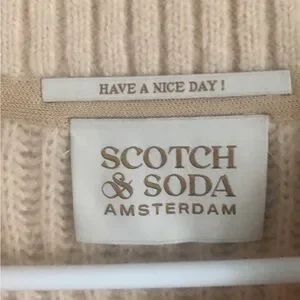 HAVE A NICE DAY !
SCOTCH
& SODA
AMSTERDAM